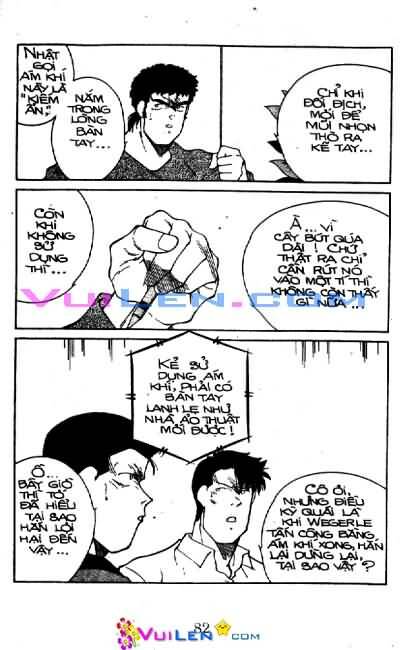 NHẬT
GỌI
ÁM KHÍ
NÀY LÀ
"KIẾM
ẨN,"
NẰM
TRONG
LÒNG
BÀN
TAY...
CHỈ KHI
ĐỐI ĐỊCH,
MỚI ĐỂ
MŨI NHỌN
THÒ RA
KẼ TAY...
CÒN
KHI
KHÔNG
SỬ
DỤNG
THÌ...
À... VÌ
CÂY BÚT QUÁ
DÀI! CHỨ
THẬT RA CHỈ
CẦN RÚT NÓ
VÀO MỘT TÍ THÌ
KHÔNG CÒN THẤY
GÌ NỮA...
VUILEN.COM
KẺ SỬ
DỤNG ÁM
KHÍ, PHẢI CÓ
BÀN TAY
LANH LẸ NHƯ
NHÀ ẢO THUẬT
MỚI ĐƯỢC!
Ồ...
BÂY GIỜ
THÌ TỚ
ĐÃ HIỂU
TẠI SAO
HẮN LỢI
HẠI ĐẾN
VẬY...
CÔ ƠI,
NHƯNG ĐIỀU
KỲ QUÁI LÀ
KHI WEGERLE
TẤN CÔNG BẰNG
ÁM KHÍ XONG, HẮN
LẠI DỪNG LẠI,
TẠI SAO VẬY?
82
VUILEN.COM